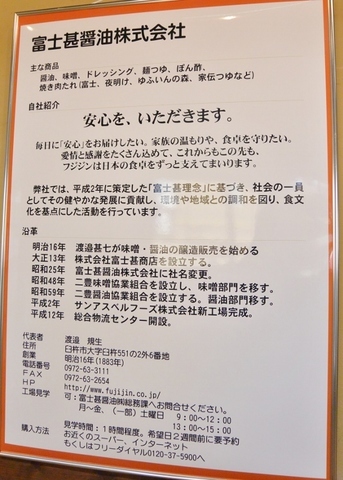 富士甚醤油株式会社
主な商品
醤油、味噌、ドレッシング、麺つゆ、ぽん酢、
焼き肉たれ(富士、夜明け、ゆふいんの森、家伝つゆなど)
自社紹介
安心を、いただきます。
毎日に「安心」をお届けしたい。家族の温もりや、食卓を守りたい。
愛情と感謝をたくさん込めて、これからもこの先も、
フジジンは日本の食卓をずっと支えてまいります。
弊社では、平成2年に策定した「富士甚理念」に基づき、社会の一員
としてその健やかな発展に貢献し、環境や地域との調和を図り、食文
化を基点にした活動を行っています。
沿革
明治16年 渡邉甚七が味噌・醤油の醸造販売を始める
大正13年 株式会社富士甚商店を設立する。
昭和25年 富士甚醤油株式会社に社名変更。
昭和48年 二豊味噌協業組合を設立し、味噌部門を移す。
昭和59年 二豊醤油協業組合を設立する。醤油部門移す。
平成2年 サンアスベルフーズ株式会社新工場完成。
平成12年 総合物流センター開設。
代表者 渡邉 規生
住所 臼杵市大字臼杵551の2外6番地
創業 明治16年(1883年)
電話番号 0972-63-3111
FAX 0972-63-2654
HP http://www.fujijin.co.jp/
工場見学 可:富士甚醤油㈱総務課へお問合せください。
月~金、(一部)土曜日 9:00~12:00
13:00~15:00
見学時間:1時間程度。希望日2週間前に要予約
購入方法 お近くのスーパー、インターネット
もくしはフリーダイヤル0120-37-5900へ